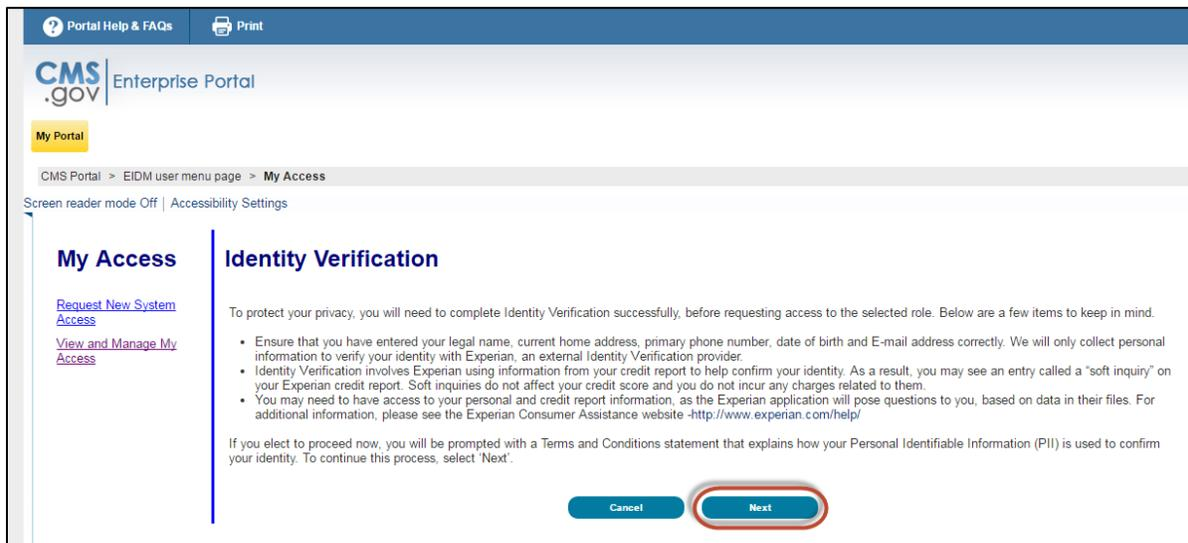 Portal Help & FAQs Print
CMS .gov Enterprise Portal
My Portal
CMS Portal > EIDM user menu page > My Access
Screen reader mode Off | Accessibility Settings
My Access
Request New System
Access
View and Manage My
Access
Identity Verification
To protect your privacy, you will need to complete Identity Verification successfully, before requesting access to the selected role. Below are a few items to keep in mind.
• Ensure that you have entered your legal name, current home address, primary phone number, date of birth and E-mail address correctly. We will only collect personal
information to verify your identity with Experian, an external Identity Verification provider.
• Identity Verification involves Experian using information from your credit report to help confirm your identity. As a result, you may see an entry called a “soft inquiry” on
your Experian credit report. Soft inquiries do not affect your credit score and you do not incur any charges related to them.
• You may need to have access to your personal and credit report information, as the Experian application will pose questions to you, based on data in their files. For
additional information, please see the Experian Consumer Assistance website -http://www.experian.com/help/
If you elect to proceed now, you will be prompted with a Terms and Conditions statement that explains how your Personal Identifiable Information (PII) is used to confirm
your identity. To continue this process, select ‘Next’.
Cancel Next